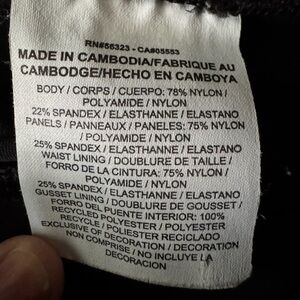 RN#56323 - CA#05553
MADE IN CAMBODIA/FABRIQUE AU
CAMBODGE/HECHO EN CAMBOYA
BODY / CORPS / CUERPO: 78% NYLON /
POLYAMIDE / NYLON
22% SPANDEX / ELASTHANNE / ELASTANO
PANELS / PANNEAUX / PANELES: 75% NYLON /
POLYAMIDE / NYLON
25% SPANDEX / ELASTHANNE / ELASTANO
WAIST LINING / DOUBLURE DE TAILLE /
FORRO DE LA CINTURA: 75% NYLON /
POLYAMIDE / NYLON
25% SPANDEX / ELASTHANNE / ELASTANO
GUSSET LINING / DOUBLURE DE GOUSSET /
FORRO DEL PUENTE INTERIOR: 100%
RECYCLED POLYESTER / POLYESTER
RECYCLÉ / POLIESTER RECICLADO
EXCLUSIVE OF DECORATION / DECORATION
NON COMPRISE / NO INCLUYE LA
DECORACION